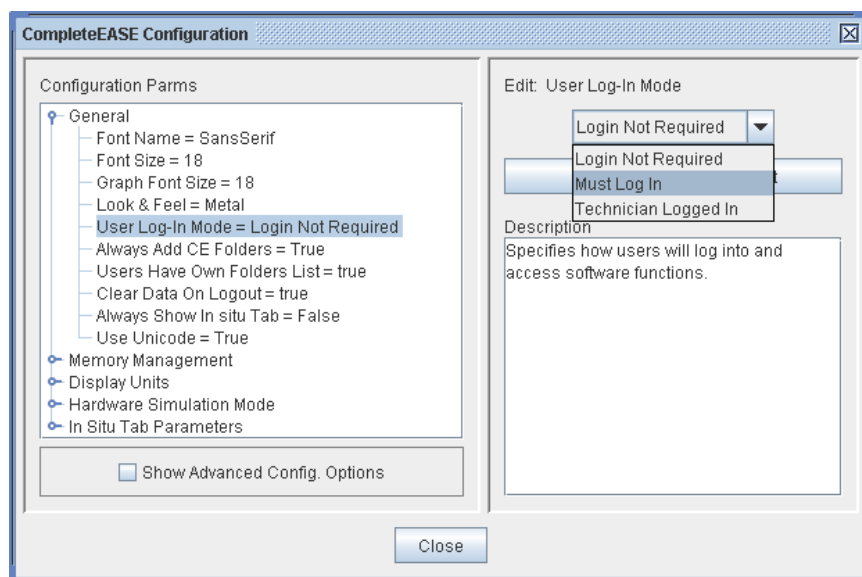 CompleteEASE Configuration
Configuration Parms
General
Font Name = SansSerif
Font Size = 18
Graph Font Size = 18
Look & Feel = Metal
User Log-In Mode = Login Not Required
Always Add CE Folders = True
Users Have Own Folders List = true
Clear Data On Logout = true
Always Show In situ Tab = False
Use Unicode = True
Memory Management
Display Units
Hardware Simulation Mode
In Situ Tab Parameters
Show Advanced Config. Options
Edit: User Log-In Mode
Login Not Required
Login Not Required
Must Log In
Technician Logged In
Description
Specifies how users will log into and
access software functions.
Close